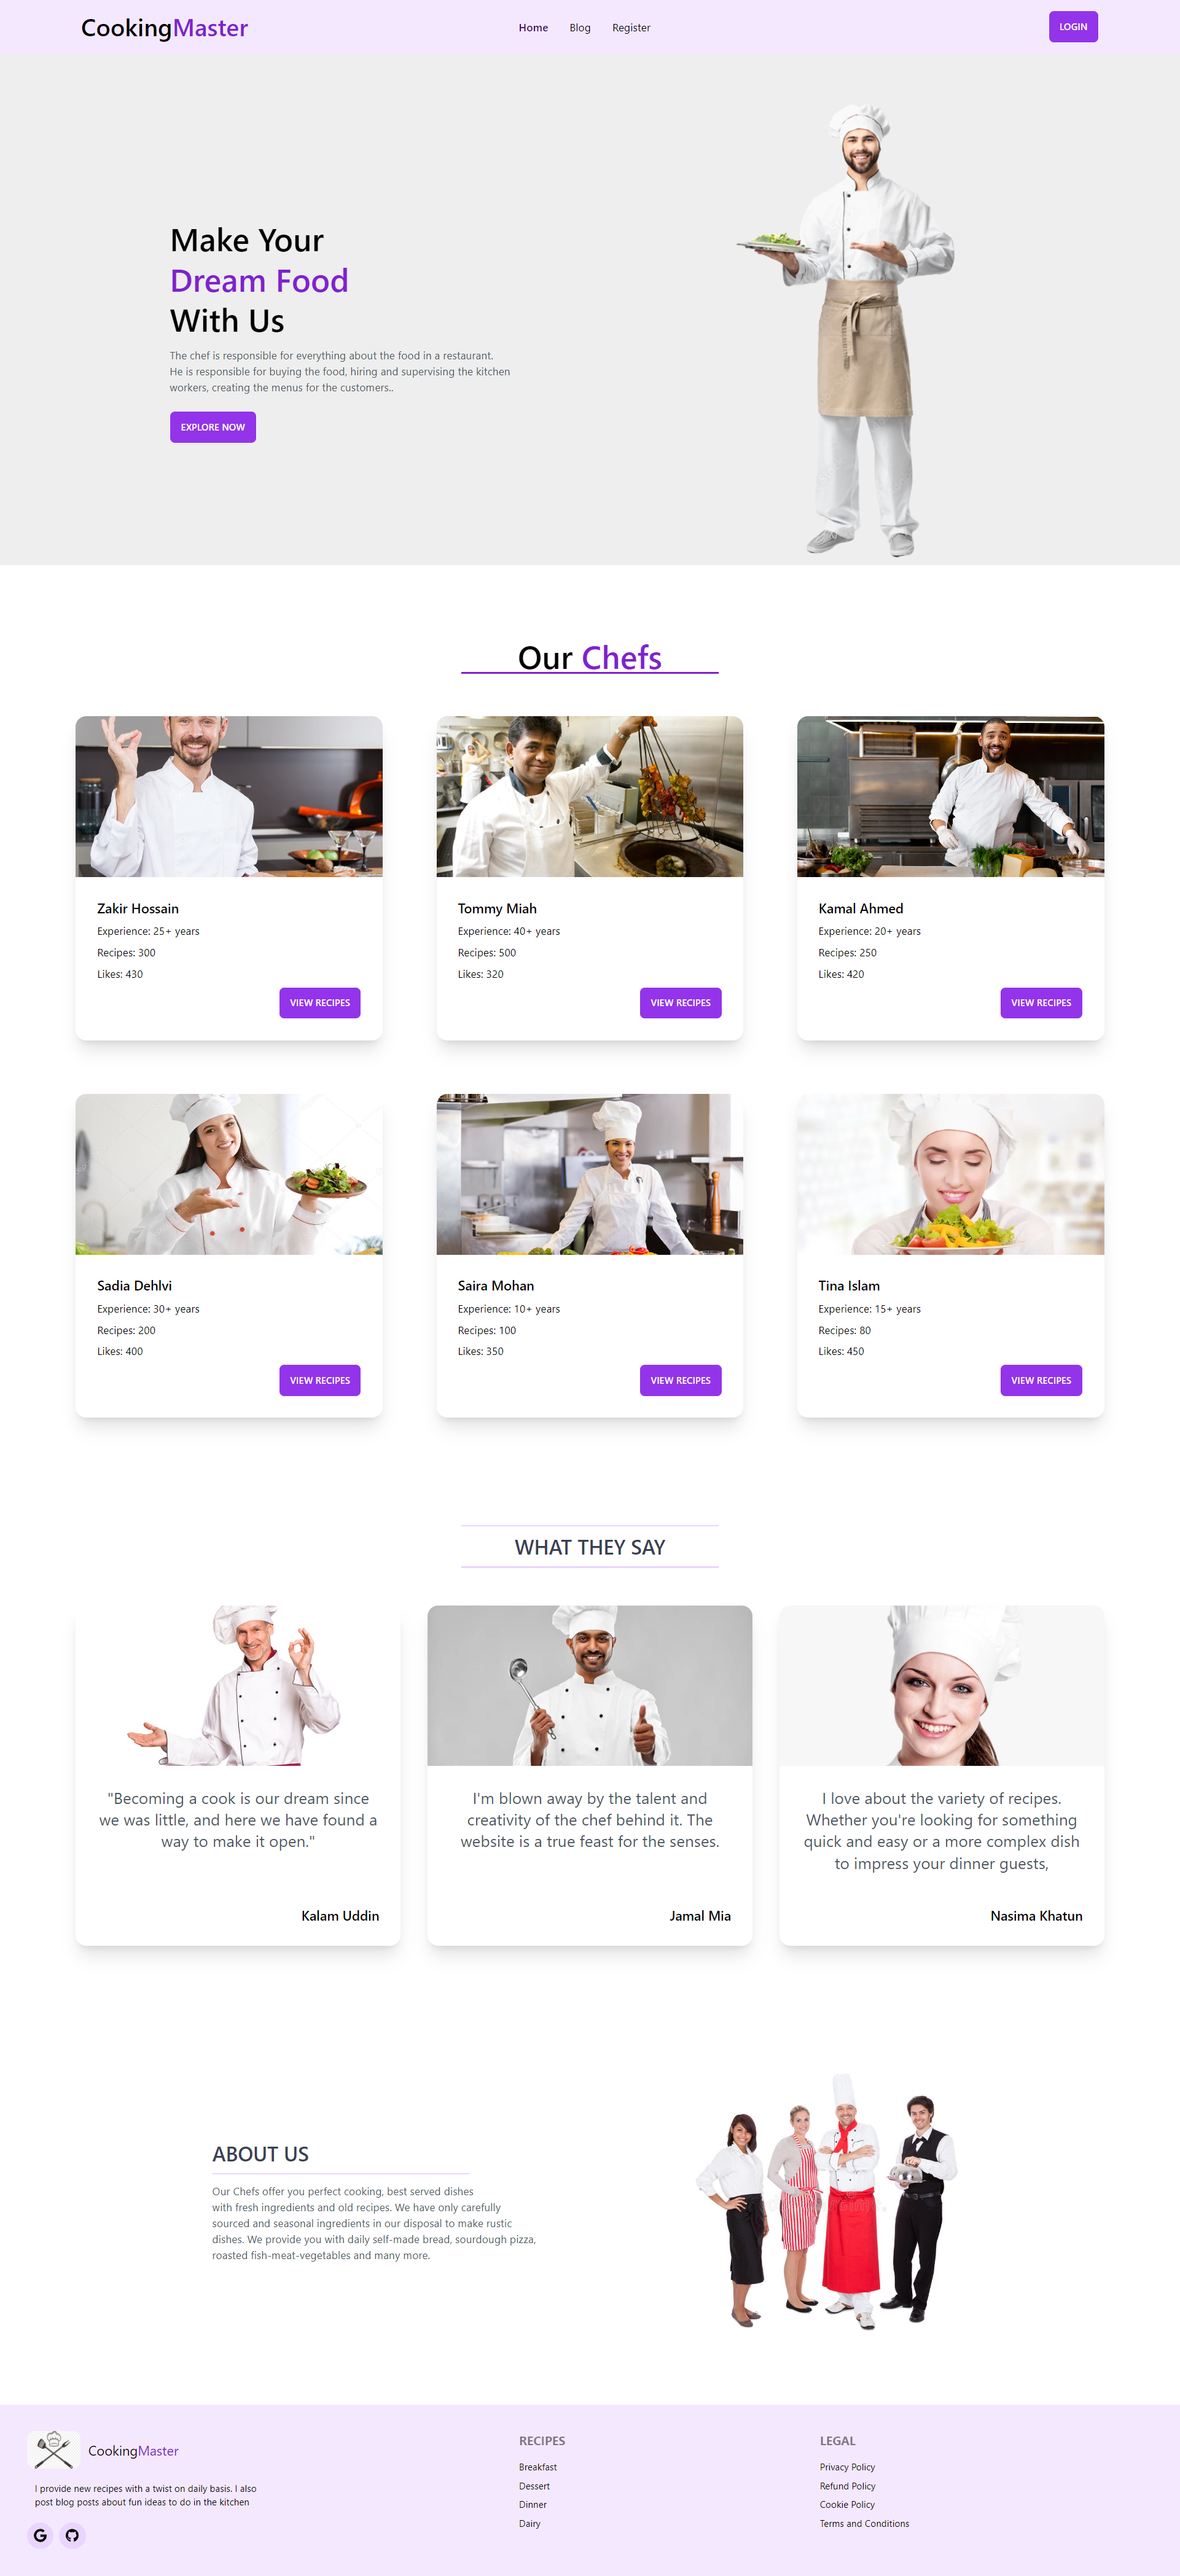 CookingMaster
Home
Blog
Register
LOGIN
Make Your
Dream Food
With Us
The chef is responsible for everything about the food in a restaurant.
He is responsible for buying the food, hiring and supervising the kitchen
workers, creating the menus for the customers..
EXPLORE NOW
Our Chefs
Zakir Hossain
Experience: 25+ years
Recipes: 300
Likes: 430
VIEW RECIPES
Tommy Miah
Experience: 40+ years
Recipes: 500
Likes: 320
VIEW RECIPES
Kamal Ahmed
Experience: 20+ years
Recipes: 250
Likes: 420
VIEW RECIPES
Sadia Dehlvi
Experience: 30+ years
Recipes: 200
Likes: 400
VIEW RECIPES
Saira Mohan
Experience: 10+ years
Recipes: 100
Likes: 350
VIEW RECIPES
Tina Islam
Experience: 15+ years
Recipes: 80
Likes: 450
VIEW RECIPES
WHAT THEY SAY
"Becoming a cook is our dream since
we was little, and here we have found a
way to make it open."
Kalam Uddin
I'm blown away by the talent and
creativity of the chef behind it. The
website is a true feast for the senses.
Jamal Mia
I love about the variety of recipes.
Whether you're looking for something
quick and easy or a more complex dish
to impress your dinner guests,
Nasima Khatun
ABOUT US
Our Chefs offer you perfect cooking, best served dishes
with fresh ingredients and old recipes. We have only carefully
sourced and seasonal ingredients in our disposal to make rustic
dishes. We provide you with daily self-made bread, sourdough pizza,
roasted fish-meat-vegetables and many more.
CookingMaster
I provide new recipes with a twist on daily basis. I also
post blog posts about fun ideas to do in the kitchen
RECIPES
Breakfast
Dessert
Dinner
Dairy
LEGAL
Privacy Policy
Refund Policy
Cookie Policy
Terms and Conditions